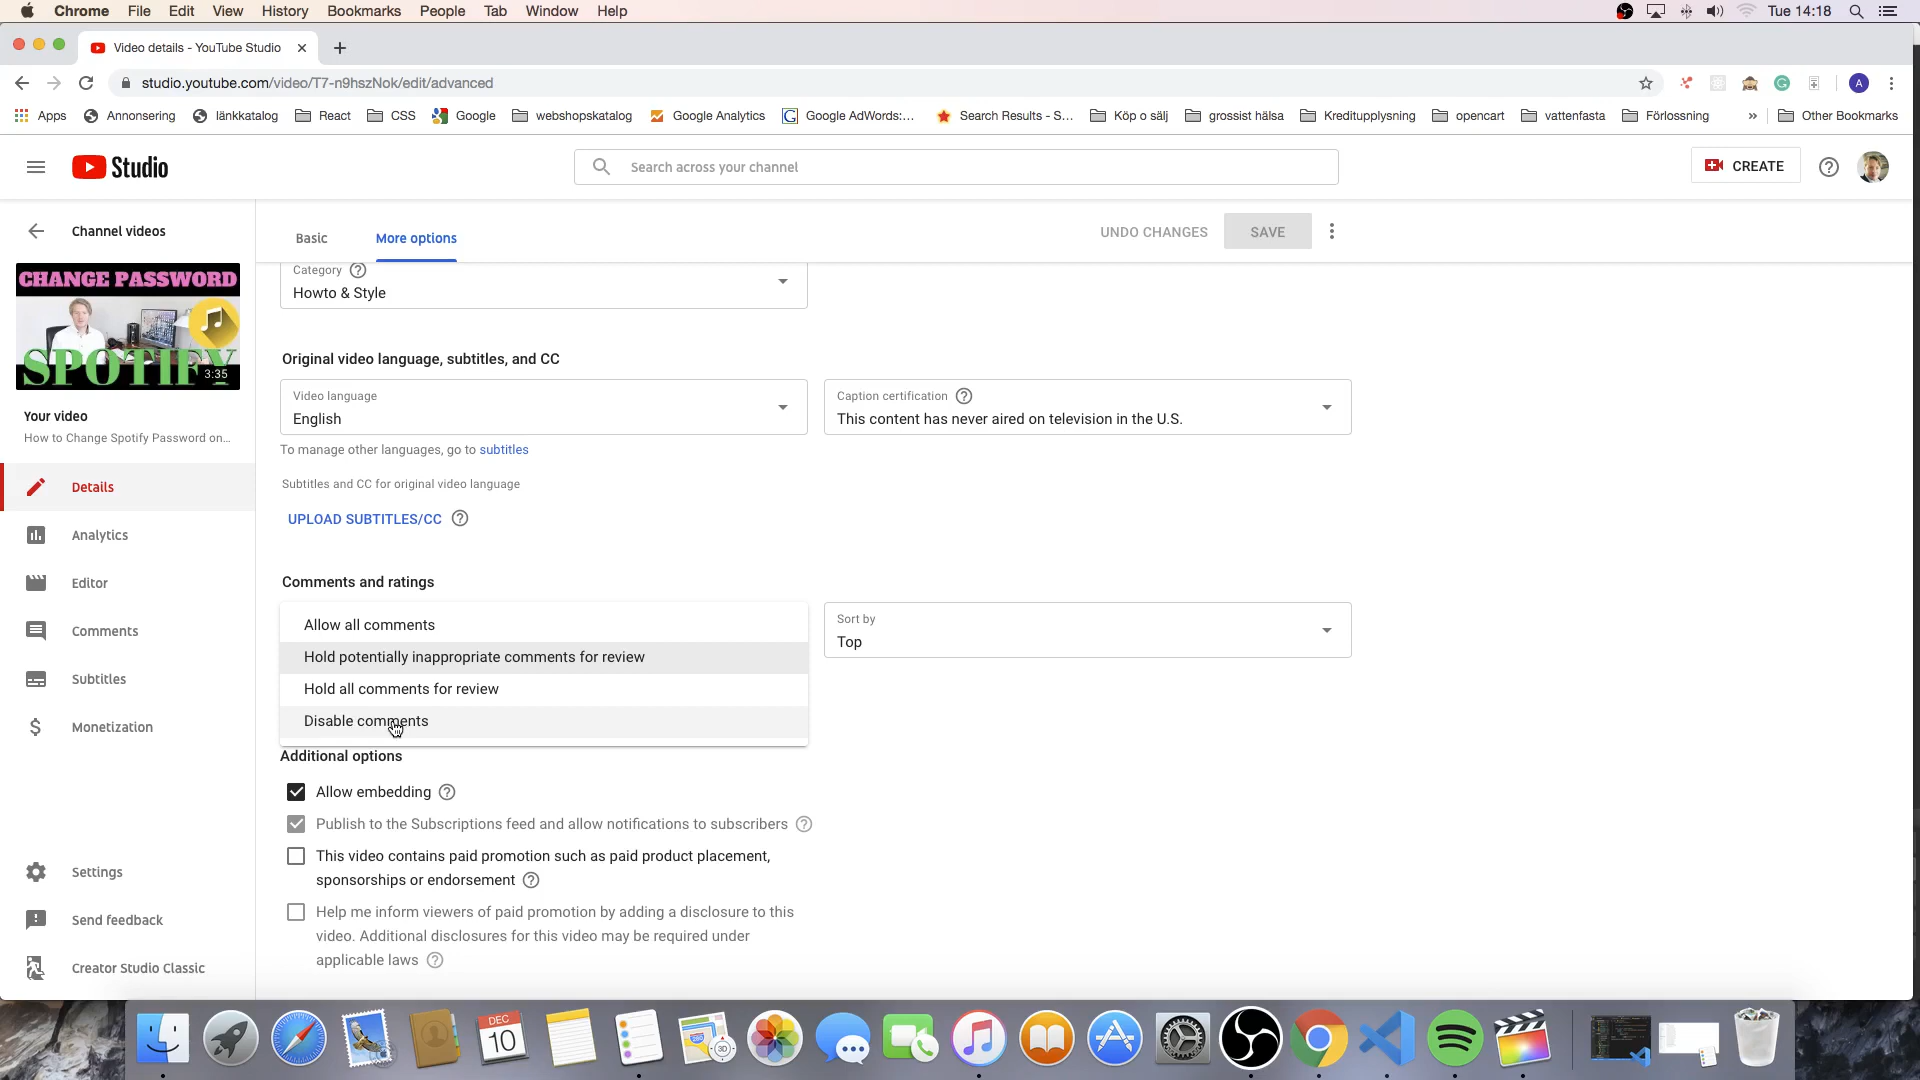 Chrome File Edit View History Bookmarks People Tab Window Help Tue 14:18
Video details - YouTube Studio
studio.youtube.com/video/T7-n9hszNok/edit/advanced A
Apps Annonsering länkkatalog React CSS Google webshopskatalog Google Analytics Google AdWords:... Search Results - S... Köp o sälj grossist hälsa Kreditupplysning opencart vattenfasta Förlossning » Other Bookmarks
Studio Search across your channel CREATE
Channel videos
Basic More options UNDO CHANGES SAVE
CHANGE PASSWORD
SPOTIFY
3:35
Your video
How to Change Spotify Password on...
Details
Analytics
Editor
Comments
Subtitles
Monetization
Settings
Send feedback
Creator Studio Classic
Category
Howto & Style
Original video language, subtitles, and CC
Video language
English
Caption certification
This content has never aired on television in the U.S.
To manage other languages, go to subtitles
Subtitles and CC for original video language
UPLOAD SUBTITLES/CC
Comments and ratings
Allow all comments
Hold potentially inappropriate comments for review
Hold all comments for review
Disable comments
Sort by
Top
Additional options
Allow embedding
Publish to the Subscriptions feed and allow notifications to subscribers
This video contains paid promotion such as paid product placement,
sponsorships or endorsement
Help me inform viewers of paid promotion by adding a disclosure to this
video. Additional disclosures for this video may be required under
applicable laws
DEC
10
3D